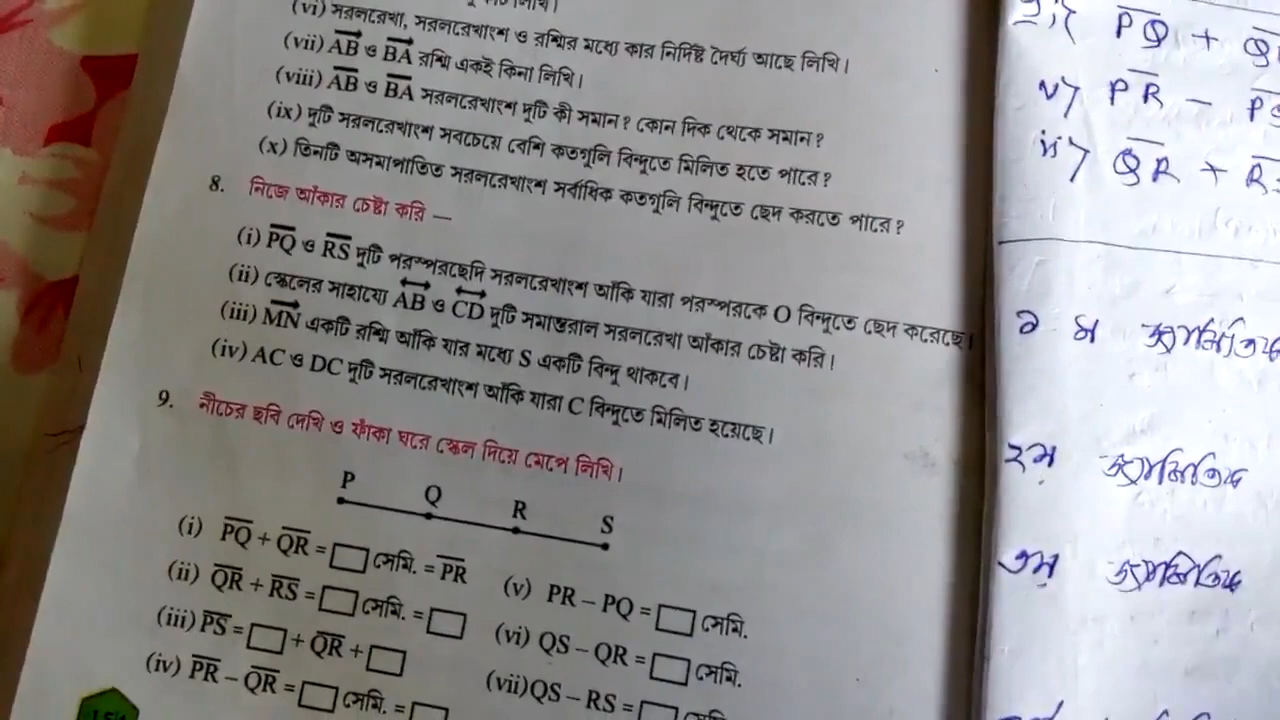 (vi) সরলরেখা, সরলরেখাংশ ও রশ্মির মধ্যে কার নির্দিষ্ট দৈর্ঘ্য আছে লিখি।
(vii) AB ও BA রশ্মি একই কিনা লিখি।
(viii) AB ও BA সরলরেখাংশ দুটি কী সমান? কোন দিক থেকে সমান?
(ix) দুটি সরলরেখাংশ সবচেয়ে বেশি কতগুলি বিন্দুতে মিলিত হতে পারে?
(x) তিনটি অসমাপাতিত সরলরেখাংশ সর্বাধিক কতগুলি বিন্দুতে ছেদ করতে পারে?
8. নিজে আঁকার চেষ্টা করি —
(i) PQ ও RS দুটি পরস্পরছেদি সরলরেখাংশ আঁকি যারা পরস্পরকে O বিন্দুতে ছেদ করেছে।
(ii) স্কেলের সাহায্যে AB ও CD দুটি সমান্তরাল সরলরেখা আঁকার চেষ্টা করি।
(iii) MN একটি রশ্মি আঁকি যার মধ্যে S একটি বিন্দু থাকবে।
(iv) AC ও DC দুটি সরলরেখাংশ আঁকি যারা C বিন্দুতে মিলিত হয়েছে।
9. নীচের ছবি দেখি ও ফাঁকা ঘরে স্কেল দিয়ে মেপে লিখি।
P Q R S
(i) PQ + QR = □ সেমি. = PR
(ii) QR + RS = □ সেমি. = □
(iii) PS = □ + QR + □
(iv) PR – QR = □ সেমি. = □
(v) PR – PQ = □ সেমি.
(vi) QS – QR = □ সেমি.
(vii) QS – RS = □ সেমি
PQ +
v) PR –
QR +
১ ম
২য়
৩য়